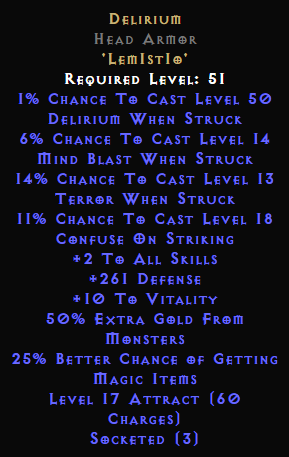 Delirium
Head Armor
'LemIstIo'
Required Level: 51
1% Chance To Cast Level 50
Delirium When Struck
6% Chance To Cast Level 14
Mind Blast When Struck
14% Chance To Cast Level 13
Terror When Struck
11% Chance To Cast Level 18
Confuse On Striking
+2 To All Skills
+261 Defense
+10 To Vitality
50% Extra Gold From
Monsters
25% Better Chance of Getting
Magic Items
Level 17 Attract (60
Charges)
Socketed (3)